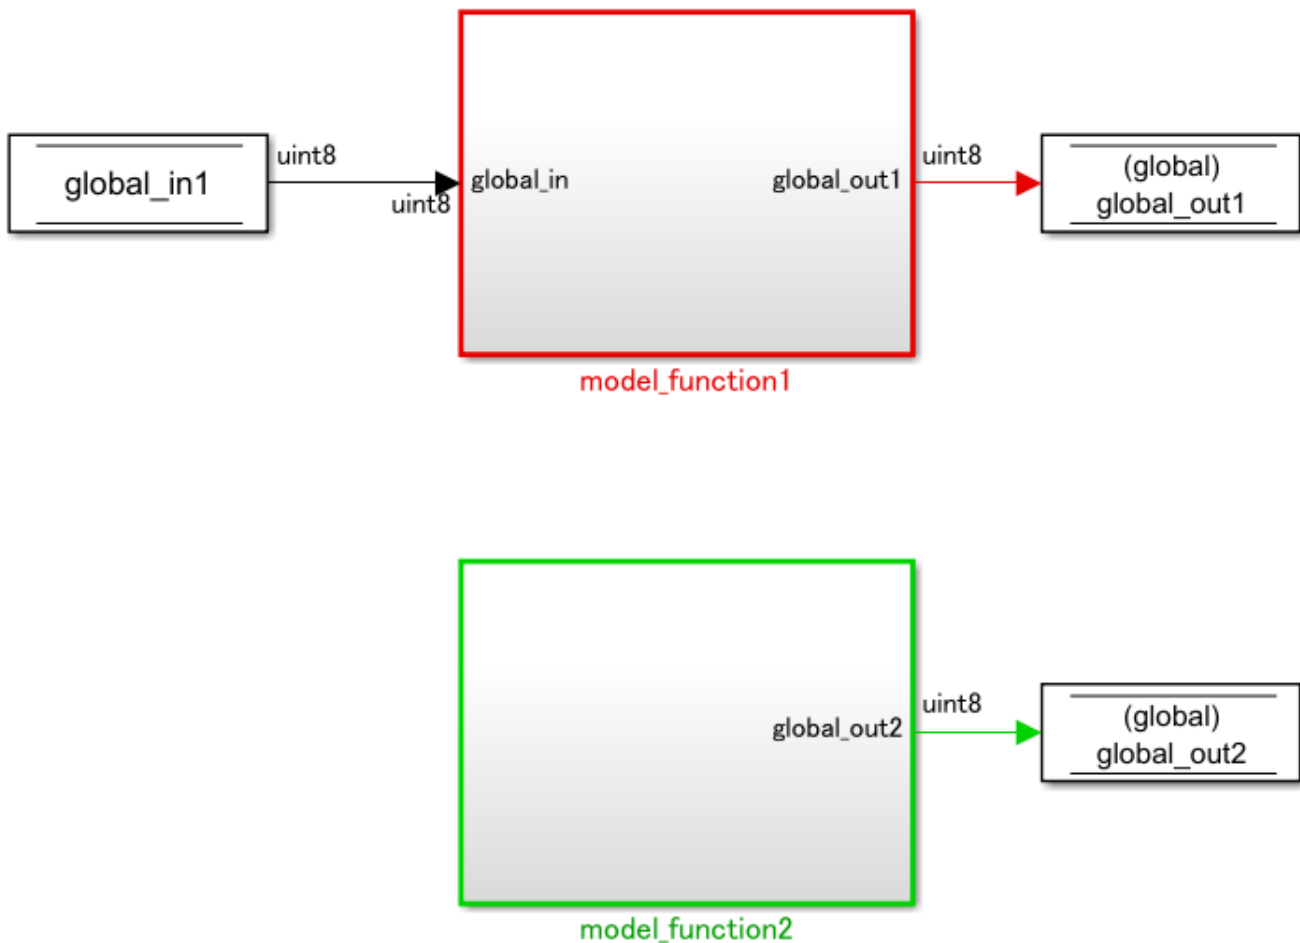 global_in1
uint8
uint8
global_in
global_out1
uint8
(global)
global_out1
model_function1
global_out2
uint8
(global)
global_out2
model_function2